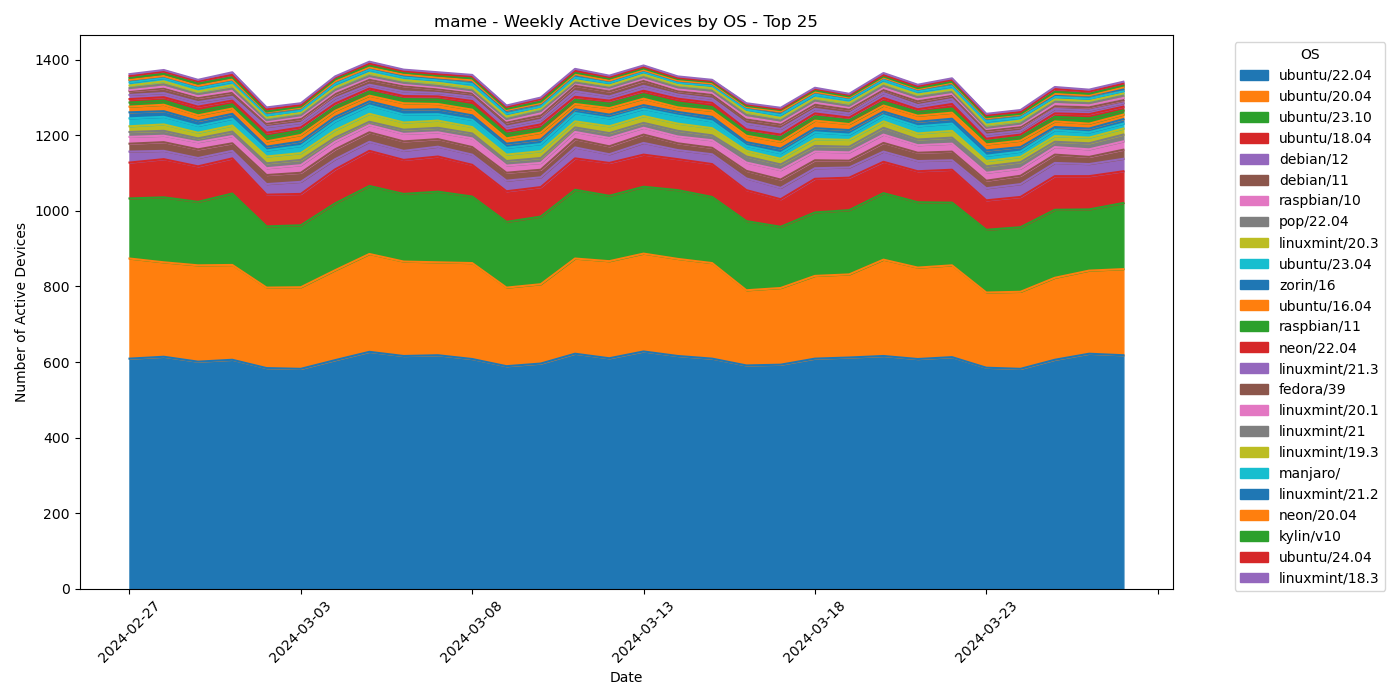 mame - Weekly Active Devices by OS - Top 25
Number of Active Devices
1400
1200
1000
800
600
400
200
0
2024-02-27
2024-03-03
2024-03-08
2024-03-13
2024-03-18
2024-03-23
Date
OS
ubuntu/22.04
ubuntu/20.04
ubuntu/23.10
ubuntu/18.04
debian/12
debian/11
raspbian/10
pop/22.04
linuxmint/20.3
ubuntu/23.04
zorin/16
ubuntu/16.04
raspbian/11
neon/22.04
linuxmint/21.3
fedora/39
linuxmint/20.1
linuxmint/21
linuxmint/19.3
manjaro/
linuxmint/21.2
neon/20.04
kylin/v10
ubuntu/24.04
linuxmint/18.3